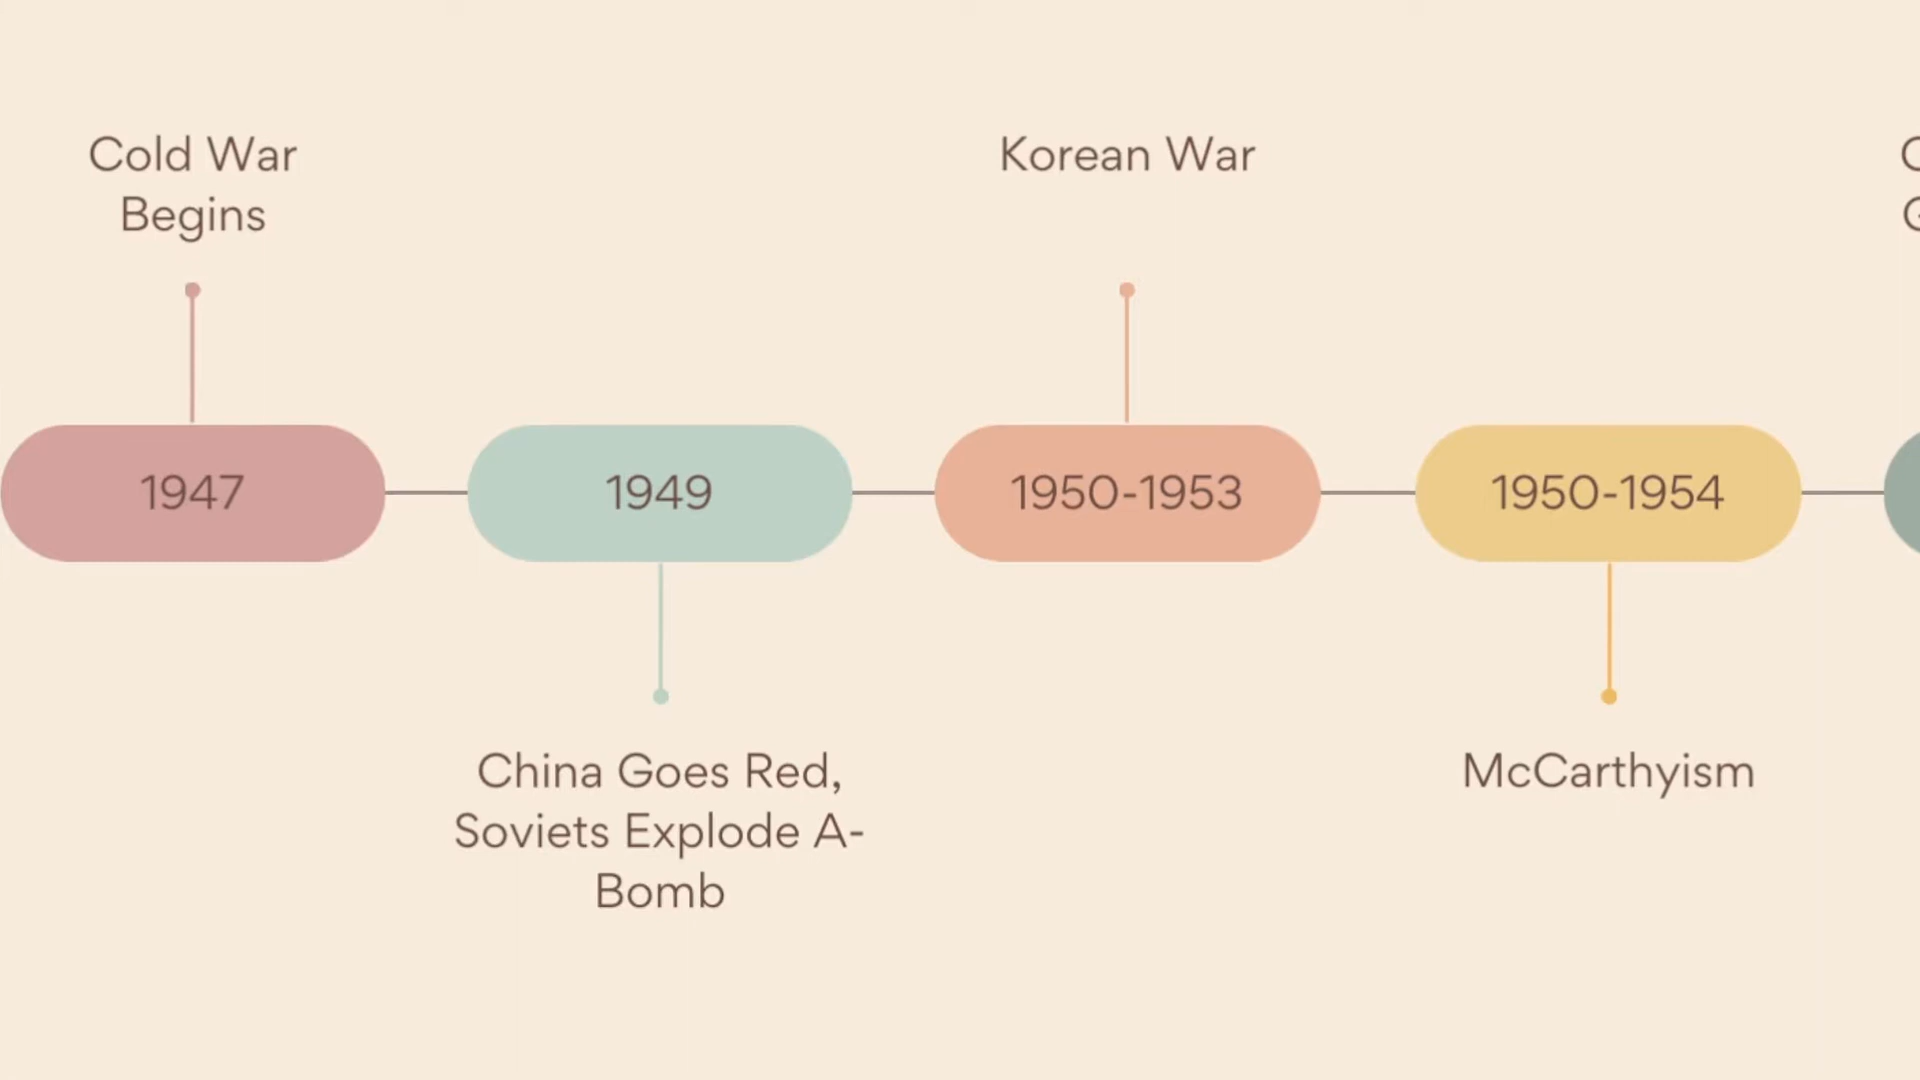 Cold War
Begins
Korean War
1947
1949
1950-1953
1950-1954
China Goes Red,
Soviets Explode A-
Bomb
McCarthyism